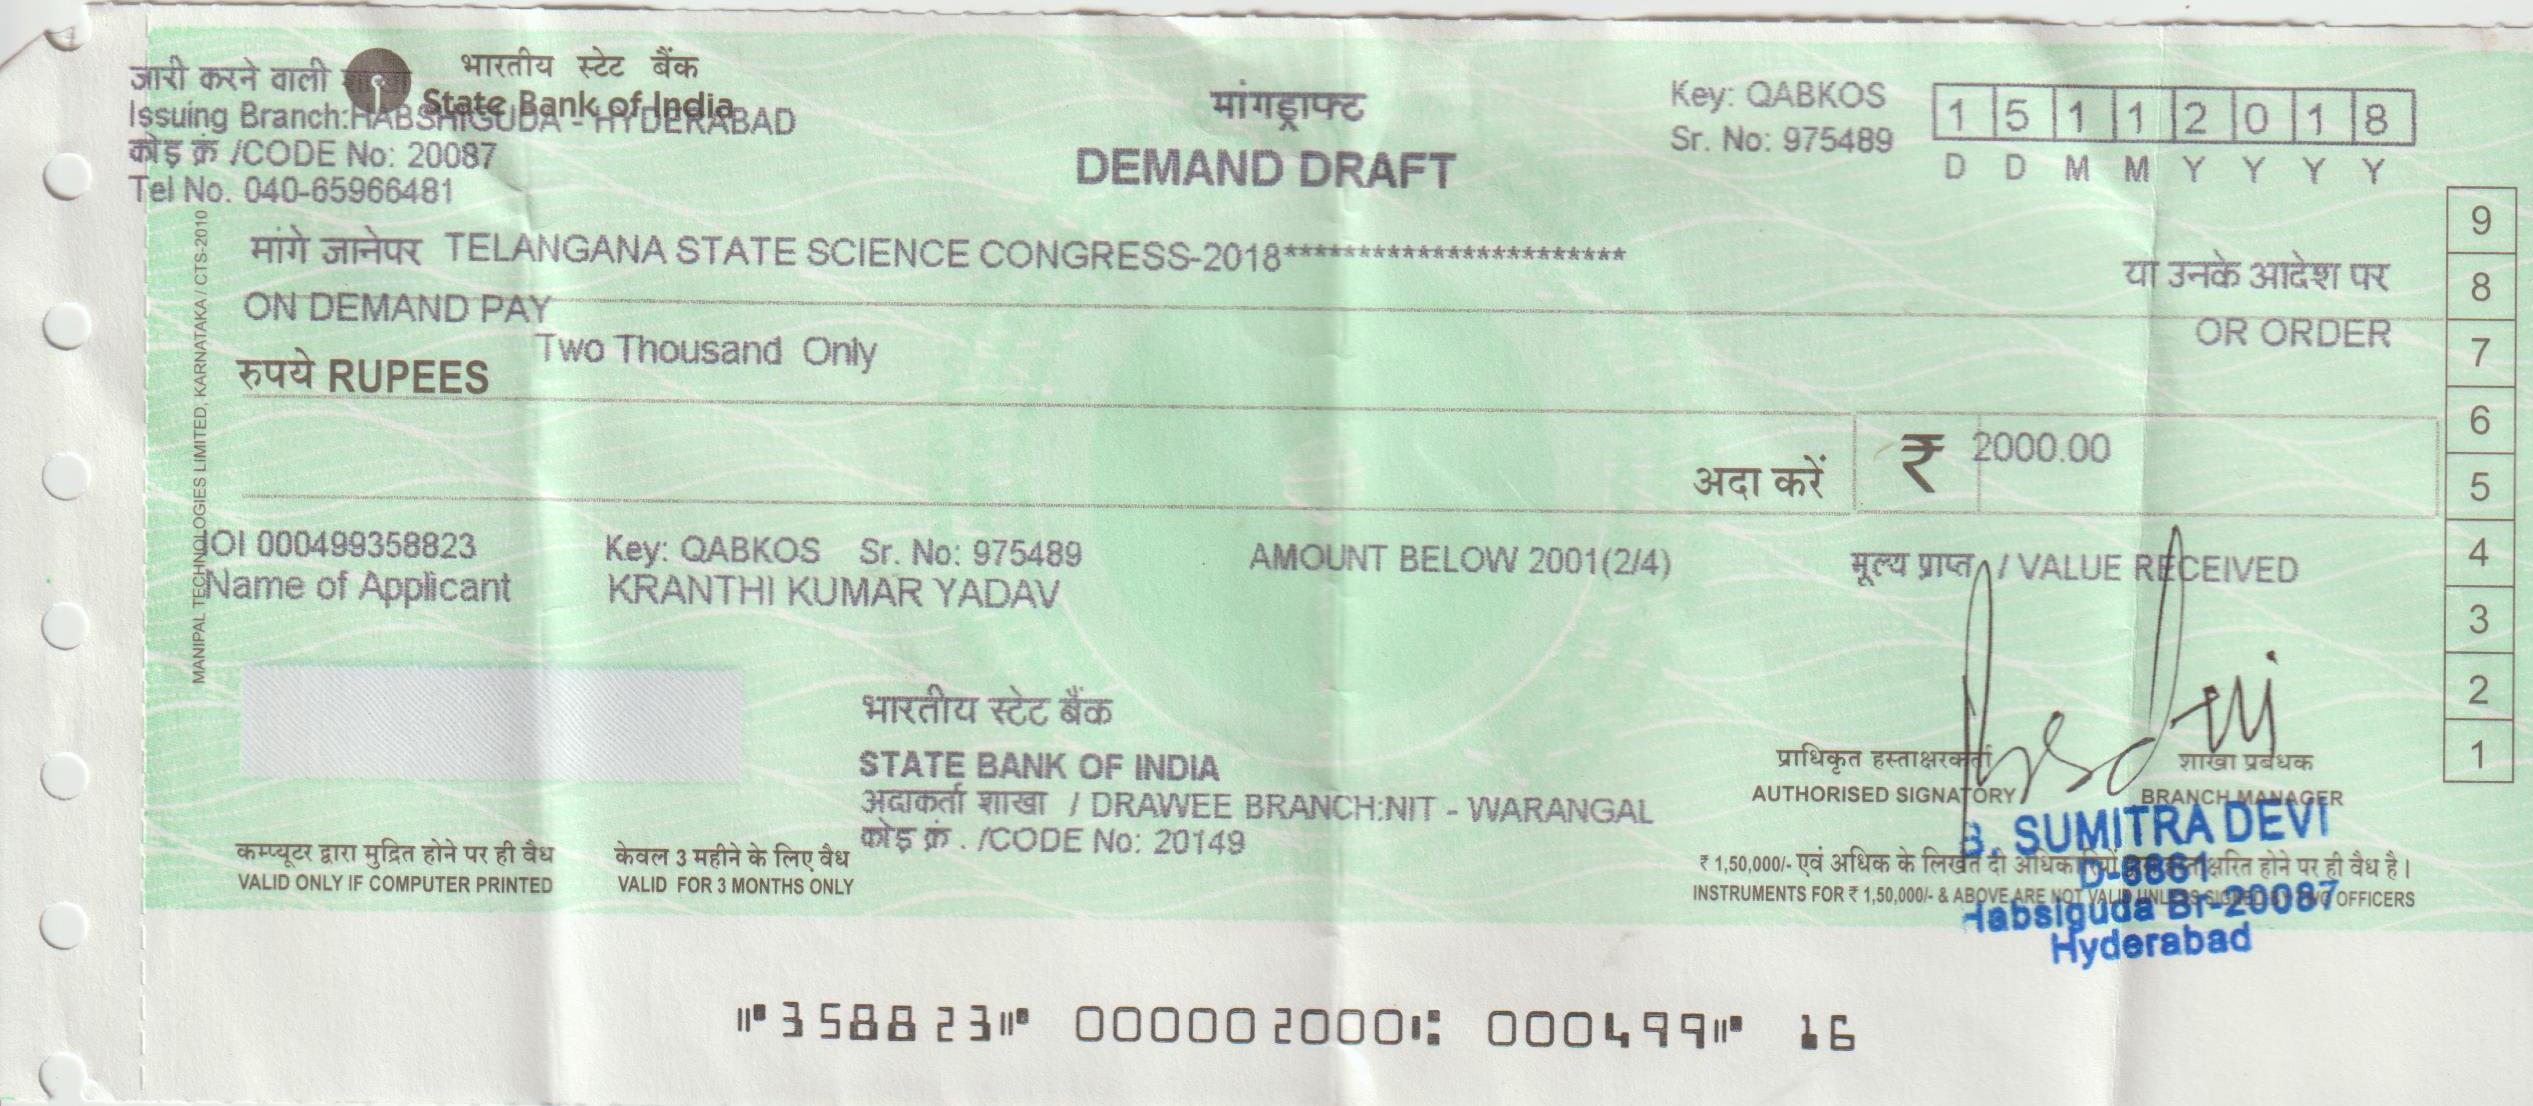 भारतीय स्टेट बैंक
State Bank of India
जारी करने वाली
Issuing Branch:HABSHIGUDA - HYDERABAD
कोड़ क्रं /CODE No: 20087
Tel No. 040-65966481
मांगड्राफ्ट
DEMAND DRAFT
Key: QABKOS
Sr. No: 975489
1 5 1 1 2 0 1 8
D D M M Y Y Y Y
मांगे जानेपर TELANGANA STATE SCIENCE CONGRESS-2018***********************
या उनके आदेश पर
ON DEMAND PAY
OR ORDER
Two Thousand Only
रुपये RUPEES
अदा करें ₹ 2000.00
IOI 000499358823 Key: QABKOS Sr. No: 975489 AMOUNT BELOW 2001(2/4)
मूल्य प्राप्त / VALUE RECEIVED
Name of Applicant KRANTHI KUMAR YADAV
9
8
7
6
5
4
3
2
1
MANIPAL TECHNOLOGIES LIMITED, KARNATAKA / CTS-2010
भारतीय स्टेट बैंक
STATE BANK OF INDIA
अदाकर्ता शाखा / DRAWEE BRANCH:NIT - WARANGAL
कोड़ क्रं . /CODE No: 20149
प्राधिकृत हस्ताक्षरकर्ता
AUTHORISED SIGNATORY
शाखा प्रबंधक
BRANCH MANAGER
B. SUMITRA DEVI
D-6861
Habsiguda Br-20087
Hyderabad
कम्प्यूटर द्वारा मुद्रित होने पर ही वैध
VALID ONLY IF COMPUTER PRINTED
केवल 3 महीने के लिए वैध
VALID FOR 3 MONTHS ONLY
₹ 1,50,000/- एवं अधिक के लिखत दो अधिकारियों होने पर ही वैध है।
INSTRUMENTS FOR ₹ 1,50,000/- & ABOVE ARE NOT VALID UNLESS SIGNED BY TWO OFFICERS
⑈358823⑈ 000002000⑆ 000499⑈ 16